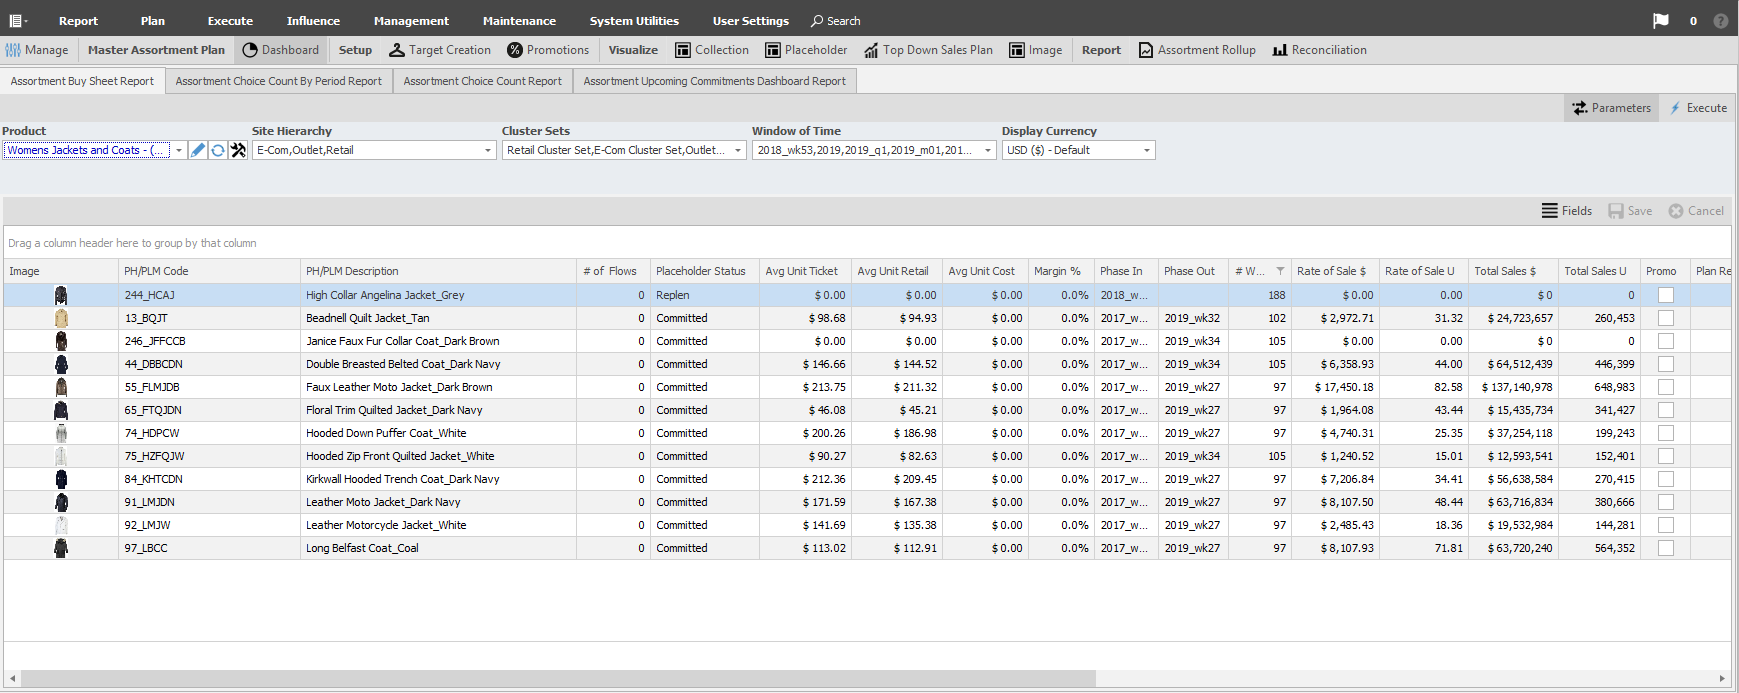 Report Plan Execute Influence Management Maintenance System Utilities User Settings Search 0 ?
Manage Master Assortment Plan Dashboard Setup Target Creation % Promotions Visualize Collection Placeholder Top Down Sales Plan Image Report Assortment Rollup Reconciliation
Assortment Buy Sheet Report Assortment Choice Count By Period Report Assortment Choice Count Report Assortment Upcoming Commitments Dashboard Report
Parameters Execute
Product Site Hierarchy Cluster Sets Window of Time Display Currency
Womens Jackets and Coats - (... E-Com,Outlet,Retail Retail Cluster Set,E-Com Cluster Set,Outlet... 2018_wk53,2019,2019_q1,2019_m01,201... USD ($) - Default
Fields Save Cancel
Drag a column header here to group by that column
Image PH/PLM Code PH/PLM Description # of Flows Placeholder Status Avg Unit Ticket Avg Unit Retail Avg Unit Cost Margin % Phase In Phase Out # W... Rate of Sale $ Rate of Sale U Total Sales $ Total Sales U Promo Plan Re
244_HCAJ High Collar Angelina Jacket_Grey 0 Replen $ 0.00 $ 0.00 $ 0.00 0.0% 2018_w... 188 $ 0.00 0.00 $ 0 0
13_BQJT Beadnell Quilt Jacket_Tan 0 Committed $ 98.68 $ 94.93 $ 0.00 0.0% 2017_w... 2019_wk32 102 $ 2,972.71 31.32 $ 24,723,657 260,453
246_JFFCCB Janice Faux Fur Collar Coat_Dark Brown 0 Committed $ 0.00 $ 0.00 $ 0.00 0.0% 2017_w... 2019_wk34 105 $ 0.00 0.00 $ 0 0
44_DBBCDN Double Breasted Belted Coat_Dark Navy 0 Committed $ 146.66 $ 144.52 $ 0.00 0.0% 2017_w... 2019_wk34 105 $ 6,358.93 44.00 $ 64,512,439 446,399
55_FLMJDB Faux Leather Moto Jacket_Dark Brown 0 Committed $ 213.75 $ 211.32 $ 0.00 0.0% 2017_w... 2019_wk27 97 $ 17,450.18 82.58 $ 137,140,978 648,983
65_FTQJDN Floral Trim Quilted Jacket_Dark Navy 0 Committed $ 46.08 $ 45.21 $ 0.00 0.0% 2017_w... 2019_wk27 97 $ 1,964.08 43.44 $ 15,435,734 341,427
74_HDPCW Hooded Down Puffer Coat_White 0 Committed $ 200.26 $ 186.98 $ 0.00 0.0% 2017_w... 2019_wk27 97 $ 4,740.31 25.35 $ 37,254,118 199,243
75_HZFQJW Hooded Zip Front Quilted Jacket_White 0 Committed $ 90.27 $ 82.63 $ 0.00 0.0% 2017_w... 2019_wk34 105 $ 1,240.52 15.01 $ 12,593,541 152,401
84_KHTCDN Kirkwall Hooded Trench Coat_Dark Navy 0 Committed $ 212.36 $ 209.45 $ 0.00 0.0% 2017_w... 2019_wk27 97 $ 7,206.84 34.41 $ 56,638,584 270,415
91_LMJDN Leather Moto Jacket_Dark Navy 0 Committed $ 171.59 $ 167.38 $ 0.00 0.0% 2017_w... 2019_wk27 97 $ 8,107.50 48.44 $ 63,716,834 380,666
92_LMJW Leather Motorcycle Jacket_White 0 Committed $ 141.69 $ 135.38 $ 0.00 0.0% 2017_w... 2019_wk27 97 $ 2,485.43 18.36 $ 19,532,984 144,281
97_LBCC Long Belfast Coat_Coal 0 Committed $ 113.02 $ 112.91 $ 0.00 0.0% 2017_w... 2019_wk27 97 $ 8,107.93 71.81 $ 63,720,240 564,352